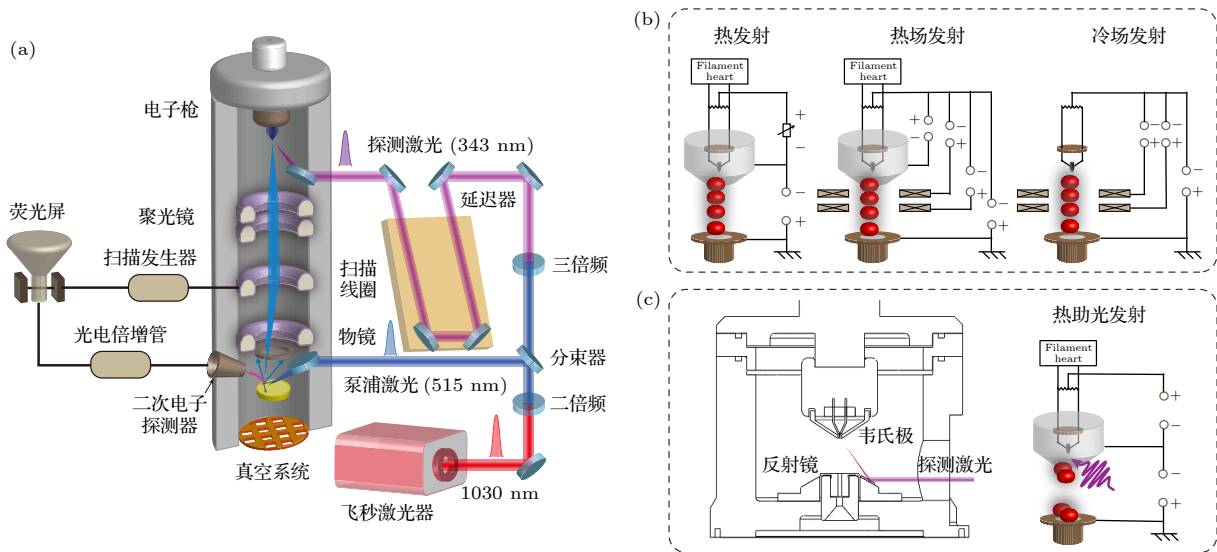 (a)
电子枪
探测激光 (343 nm)
延迟器
荧光屏
聚光镜
扫描发生器
扫描
线圈
三倍频
光电倍增管
物镜
分束器
泵浦激光 (515 nm)
二次电子
探测器
二倍频
真空系统
1030 nm
飞秒激光器
(b)
热发射
热场发射
冷场发射
Filament
heart
+
−
−
+
Filament
heart
+
−
−
+
−
+
−
+
−
−
+
+
−
+
(c)
热助光发射
韦氏极
反射镜
探测激光
Filament
heart
+
−
−
+